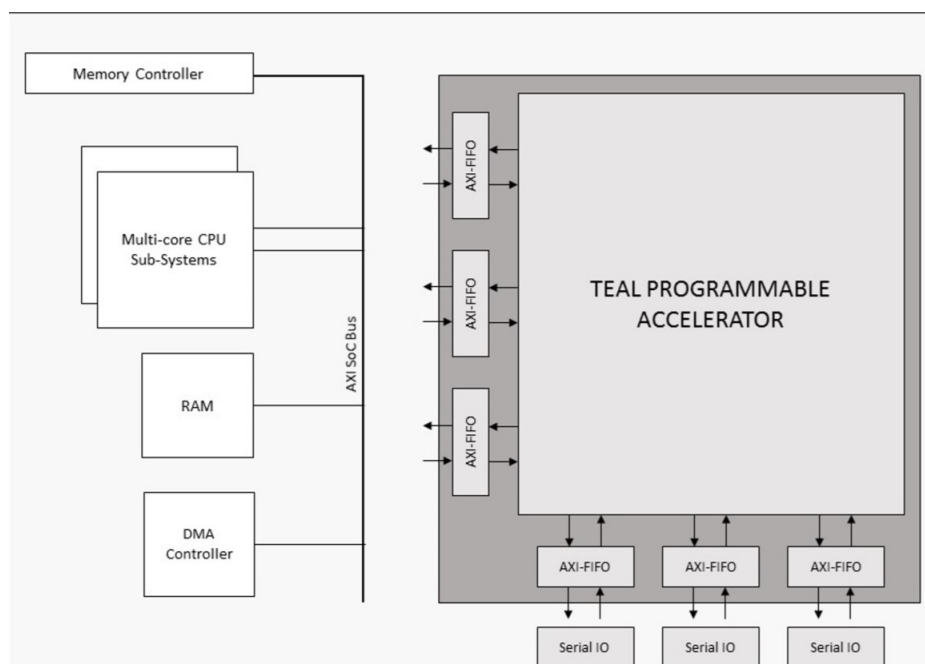 Memory Controller
Multi-core CPU
Sub-Systems
RAM
DMA
Controller
AXI SoC Bus
AXI-FIFO
AXI-FIFO
AXI-FIFO
TEAL PROGRAMMABLE
ACCELERATOR
AXI-FIFO
AXI-FIFO
AXI-FIFO
Serial IO
Serial IO
Serial IO